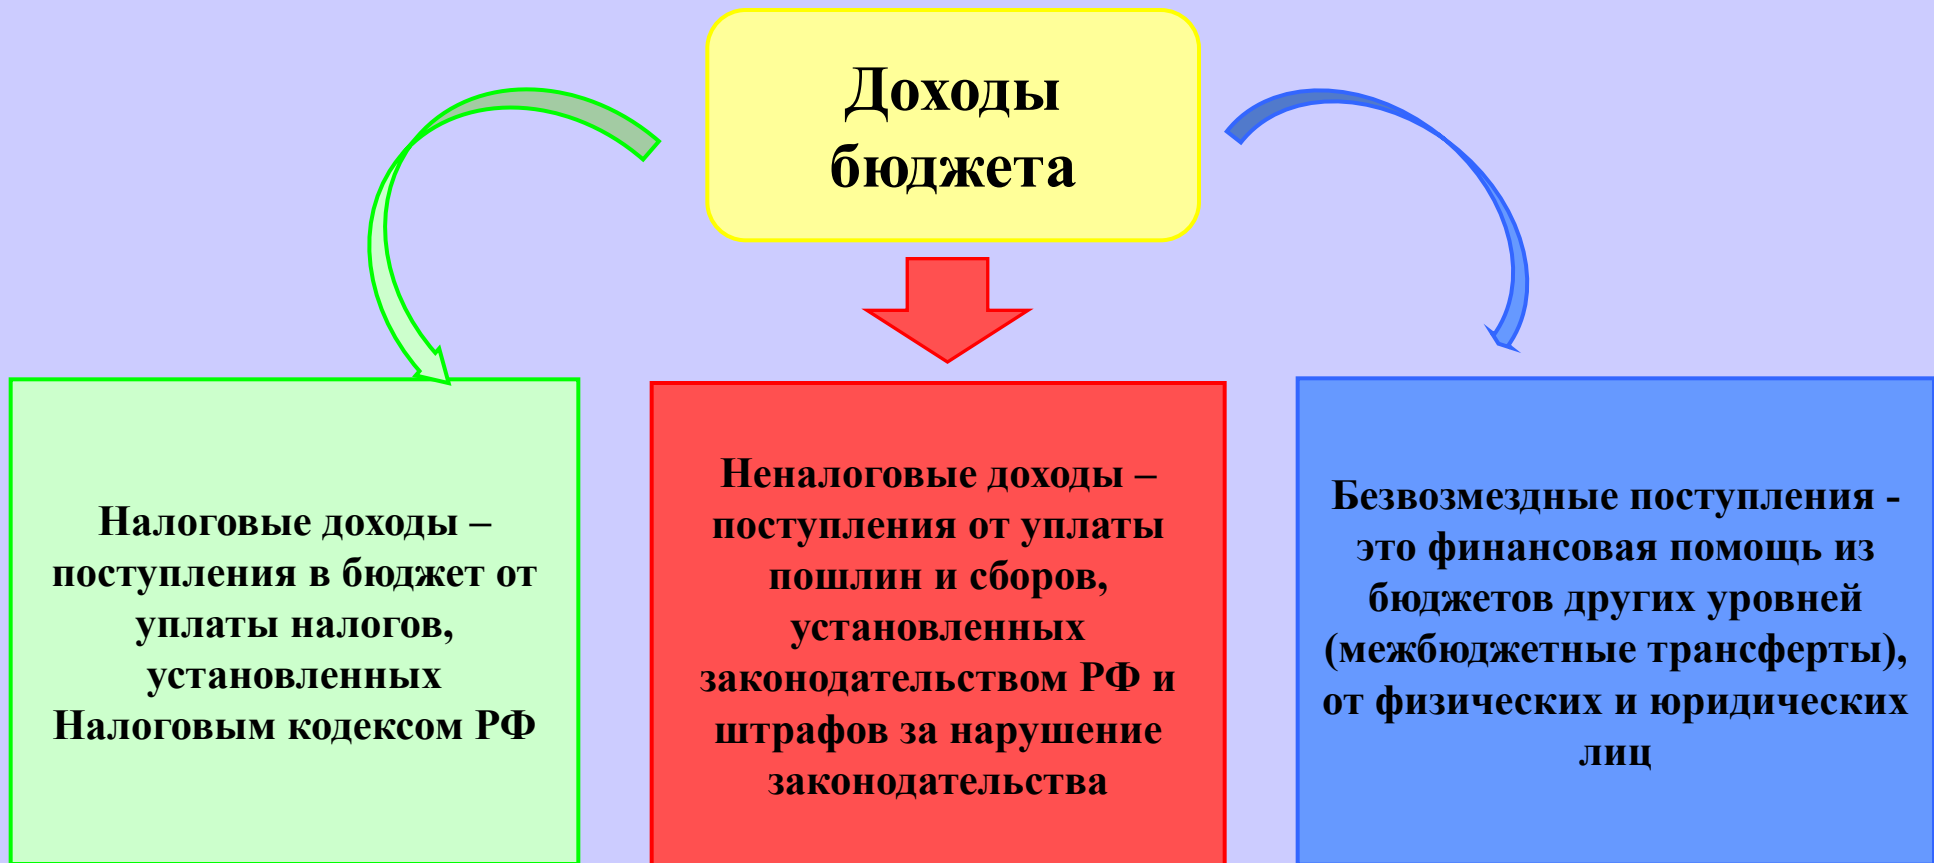 Доходы
бюджета
Налоговые доходы –
поступления в бюджет от
уплаты налогов,
установленных
Налоговым кодексом РФ
Неналоговые доходы –
поступления от уплаты
пошлин и сборов,
установленных
законодательством РФ и
штрафов за нарушение
законодательства
Безвозмездные поступления -
это финансовая помощь из
бюджетов других уровней
(межбюджетные трансферты),
от физических и юридических
лиц